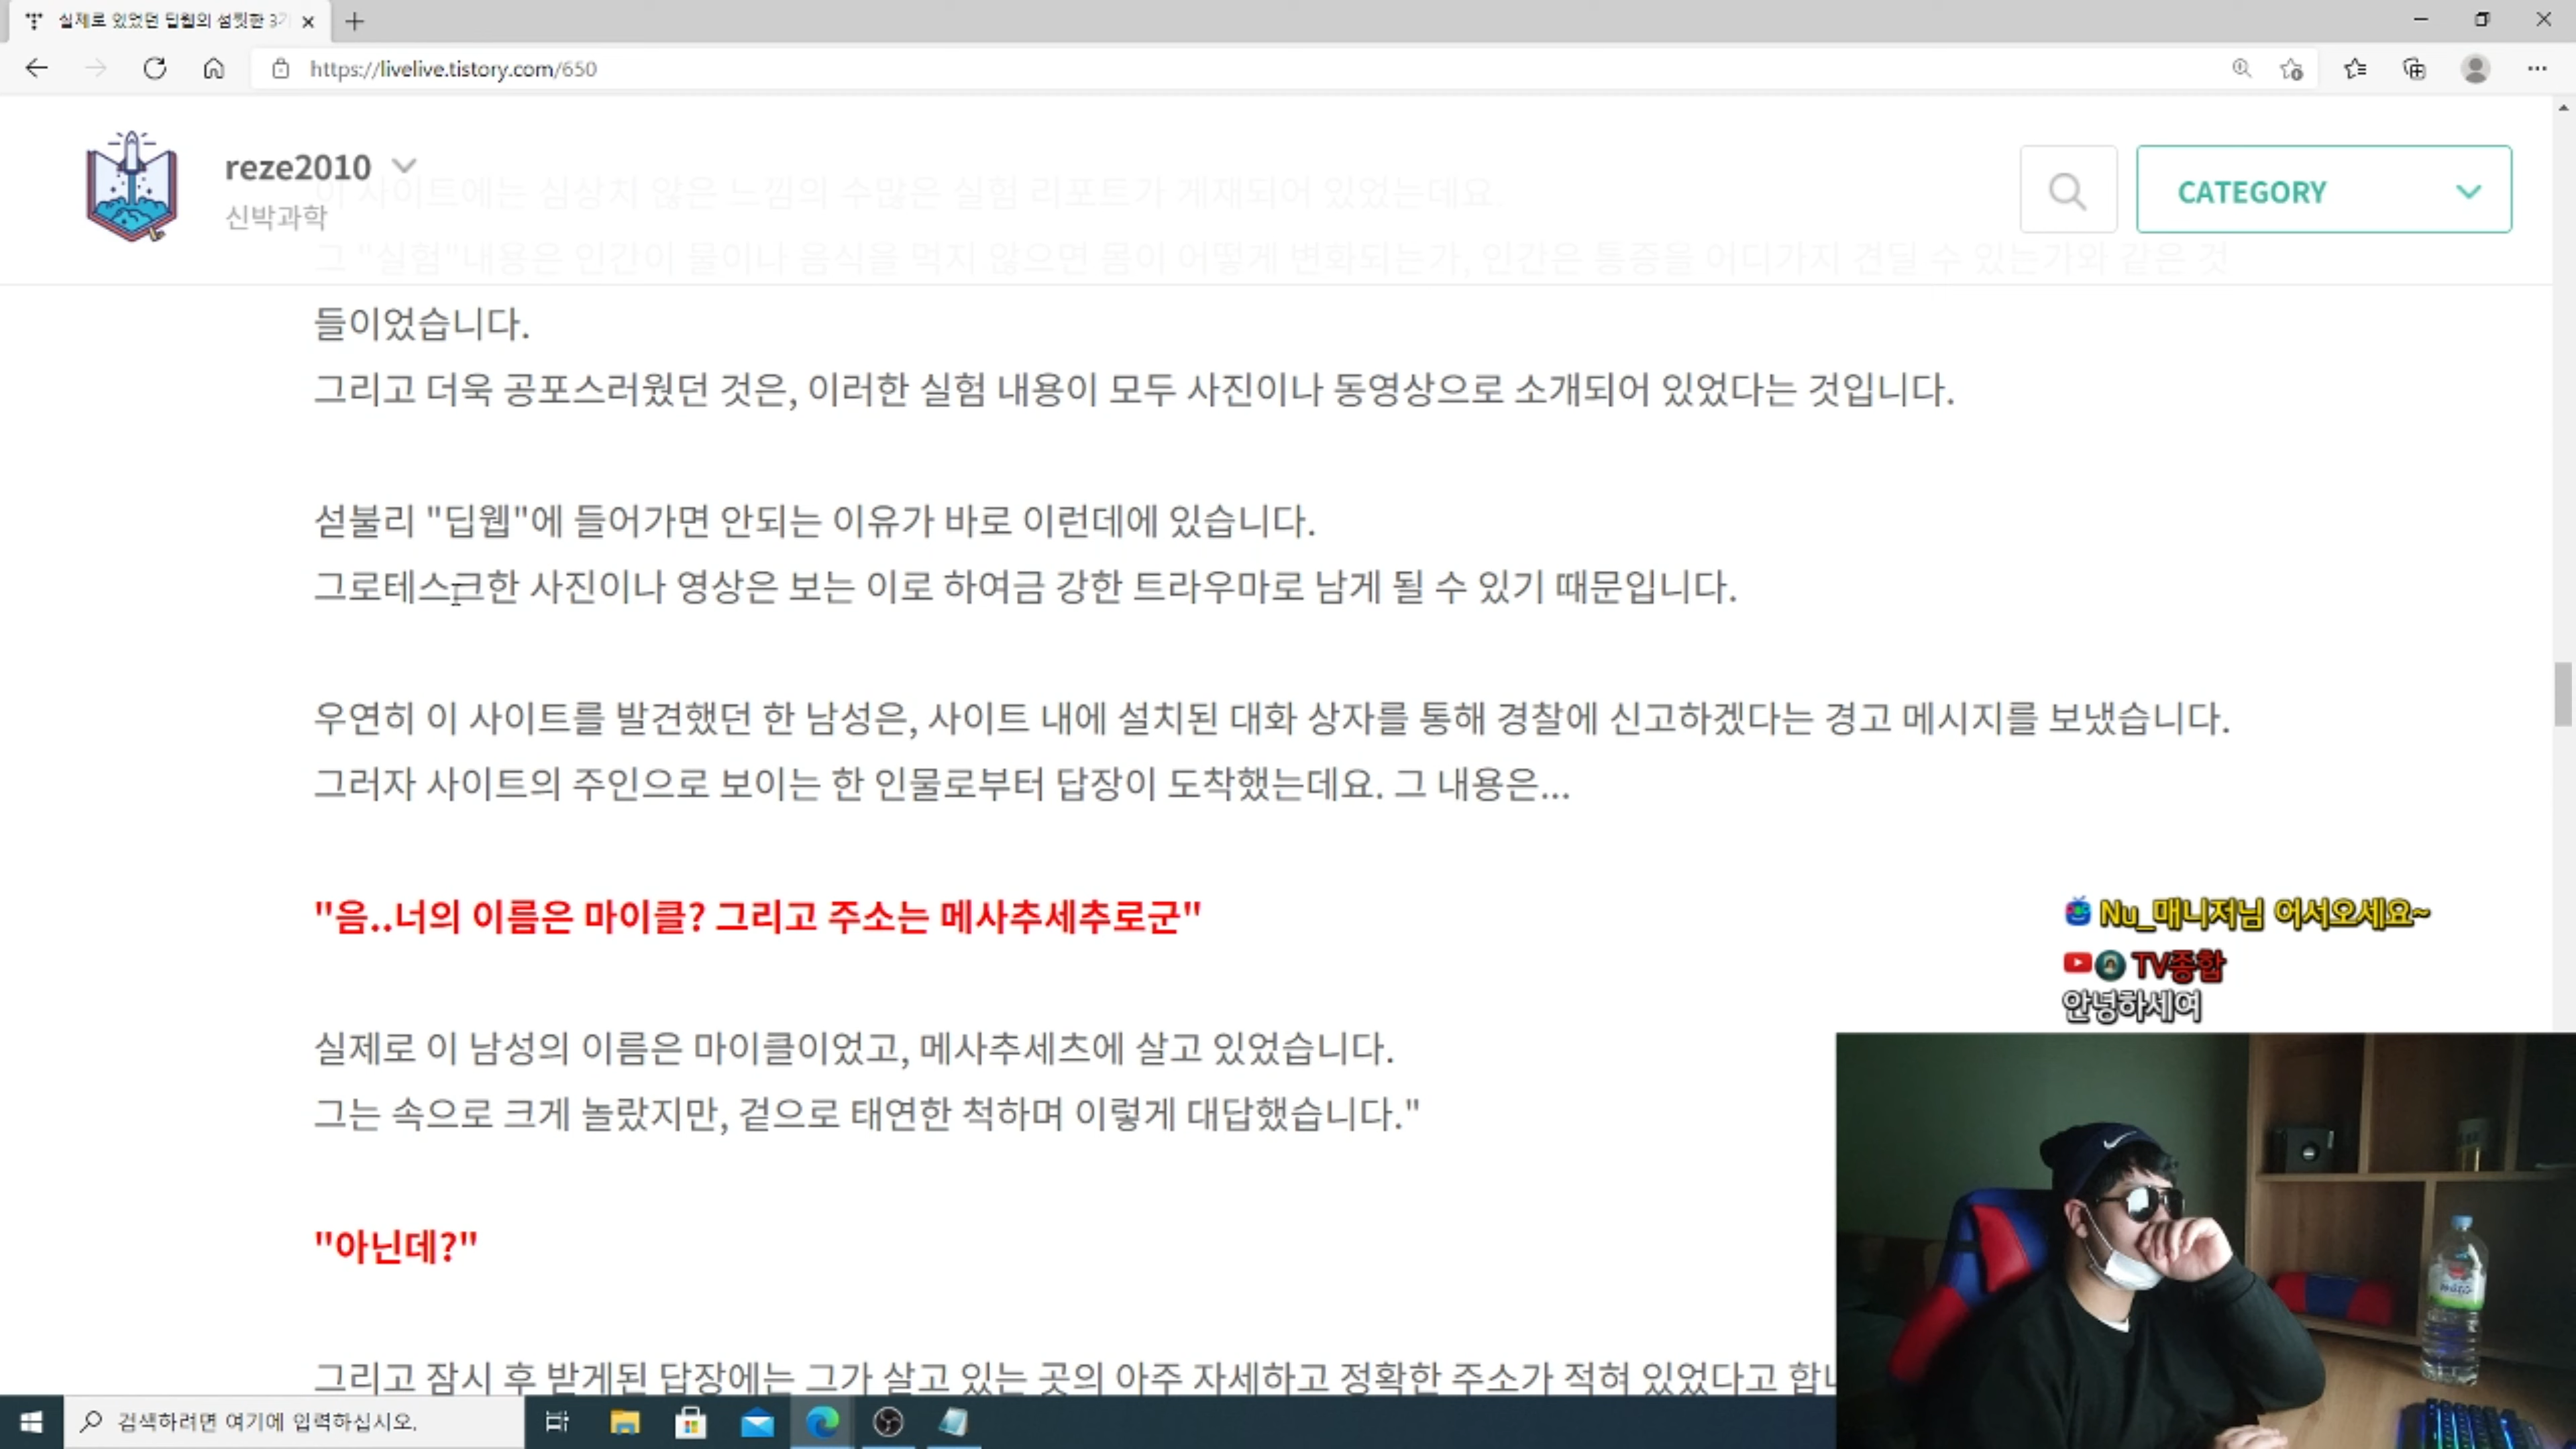 실제로 있었던 딥웹의 섬찟한 3가
https://livelive.tistory.com/650
reze2010
신박과학
CATEGORY
이 사이트에는 심상치 않은 느낌의 수많은 실험 리포트가 게재되어 있었는데요.
그 "실험"내용은 인간이 물이나 음식을 먹지 않으면 몸이 어떻게 변화되는가, 인간은 통증을 어디가지 견딜 수 있는가와 같은 것
들이었습니다.
그리고 더욱 공포스러웠던 것은, 이러한 실험 내용이 모두 사진이나 동영상으로 소개되어 있었다는 것입니다.
섣불리 "딥웹"에 들어가면 안되는 이유가 바로 이런데에 있습니다.
그로테스크한 사진이나 영상은 보는 이로 하여금 강한 트라우마로 남게 될 수 있기 때문입니다.
우연히 이 사이트를 발견했던 한 남성은, 사이트 내에 설치된 대화 상자를 통해 경찰에 신고하겠다는 경고 메시지를 보냈습니다.
그러자 사이트의 주인으로 보이는 한 인물로부터 답장이 도착했는데요. 그 내용은...
"음..너의 이름은 마이클? 그리고 주소는 메사추세추로군"
Nu_매니저님 어서오세요~
TV종합
안녕하세여
실제로 이 남성의 이름은 마이클이었고, 메사추세츠에 살고 있었습니다.
그는 속으로 크게 놀랐지만, 겉으로 태연한 척하며 이렇게 대답했습니다."
"아닌데?"
그리고 잠시 후 받게된 답장에는 그가 살고 있는 곳의 아주 자세하고 정확한 주소가 적혀 있었다고 합니
검색하려면 여기에 입력하십시오.